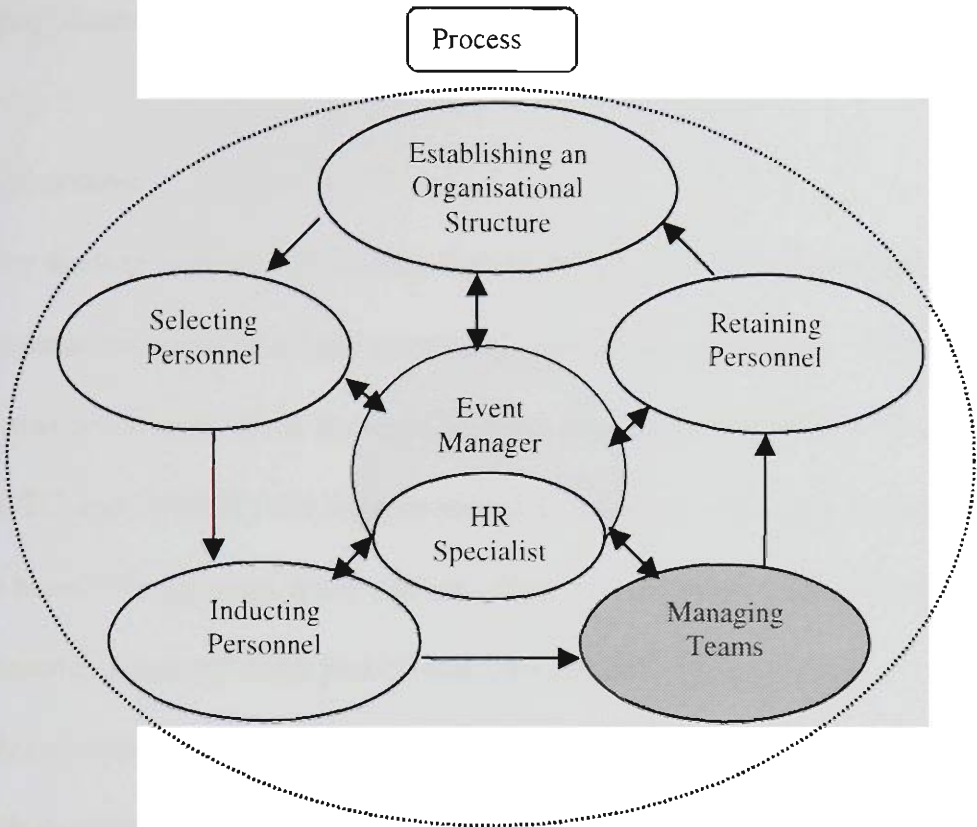 Process
Establishing an
Organisational
Structure
Selecting
Personnel
Retaining
Personnel
Event
Manager
HR
Specialist
Inducting
Personnel
Managing
Teams